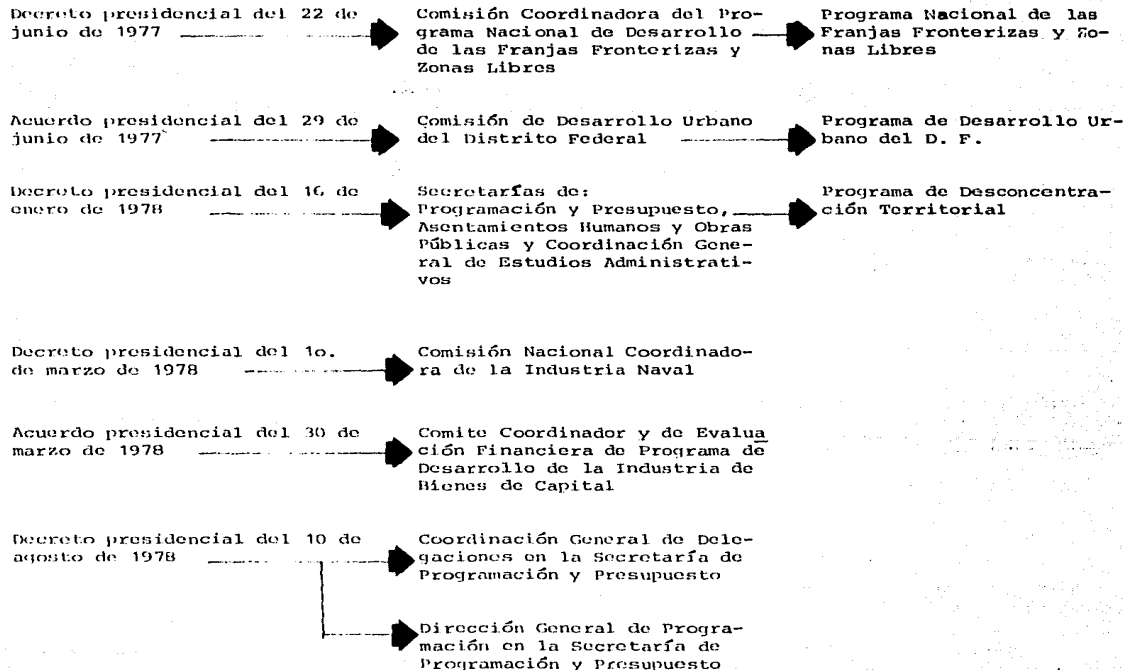 Decreto presidencial del 22 de
junio de 1977
Comisión Coordinadora del Pro-
grama Nacional de Desarrollo
de las Franjas Fronterizas y
Zonas Libres
Programa Nacional de las
Franjas Fronterizas y Zo-
nas Libres
Acuerdo presidencial del 29 de
junio de 1977
Comisión de Desarrollo Urbano
del Distrito Federal
Programa de Desarrollo Ur-
bano del D. F.
Decreto presidencial del 16 de
enero de 1978
Secretarías de:
Programación y Presupuesto,
Asentamientos Humanos y Obras
Públicas y Coordinación Gene-
ral de Estudios Administrati-
vos
Programa de Desconcentra-
ción Territorial
Decreto presidencial del 1o.
de marzo de 1978
Comisión Nacional Coordinado-
ra de la Industria Naval
Acuerdo presidencial del 30 de
marzo de 1978
Comite Coordinador y de Evalua
ción Financiera de Programa de
Desarrollo de la Industria de
Bienes de Capital
Decreto presidencial del 10 de
agosto de 1978
Coordinación General de Dele-
gaciones en la Secretaría de
Programación y Presupuesto
Dirección General de Progra-
mación en la Secretaría de
Programación y Presupuesto